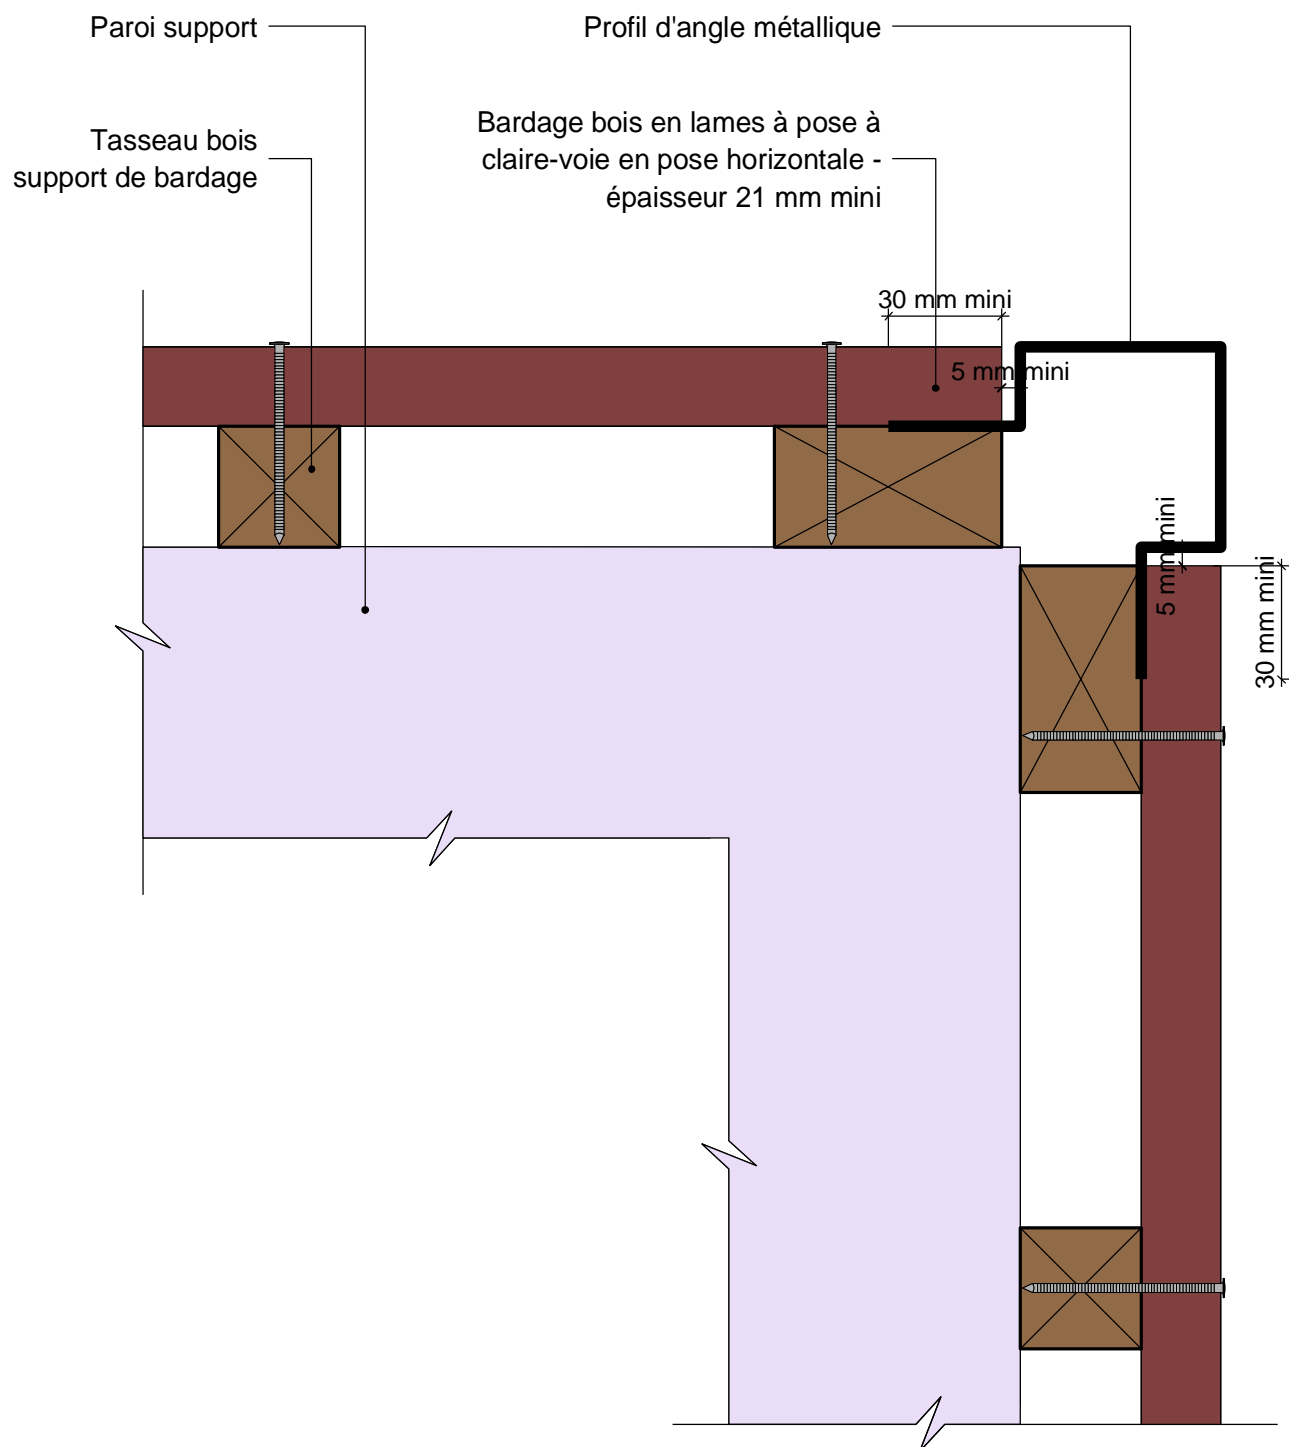 Paroi support
Profil d'angle métallique
Tasseau bois
support de bardage
Bardage bois en lames à pose à
claire-voie en pose horizontale -
épaisseur 21 mm mini
30 mm mini
5 mm mini
5 mm mini
30 mm mini